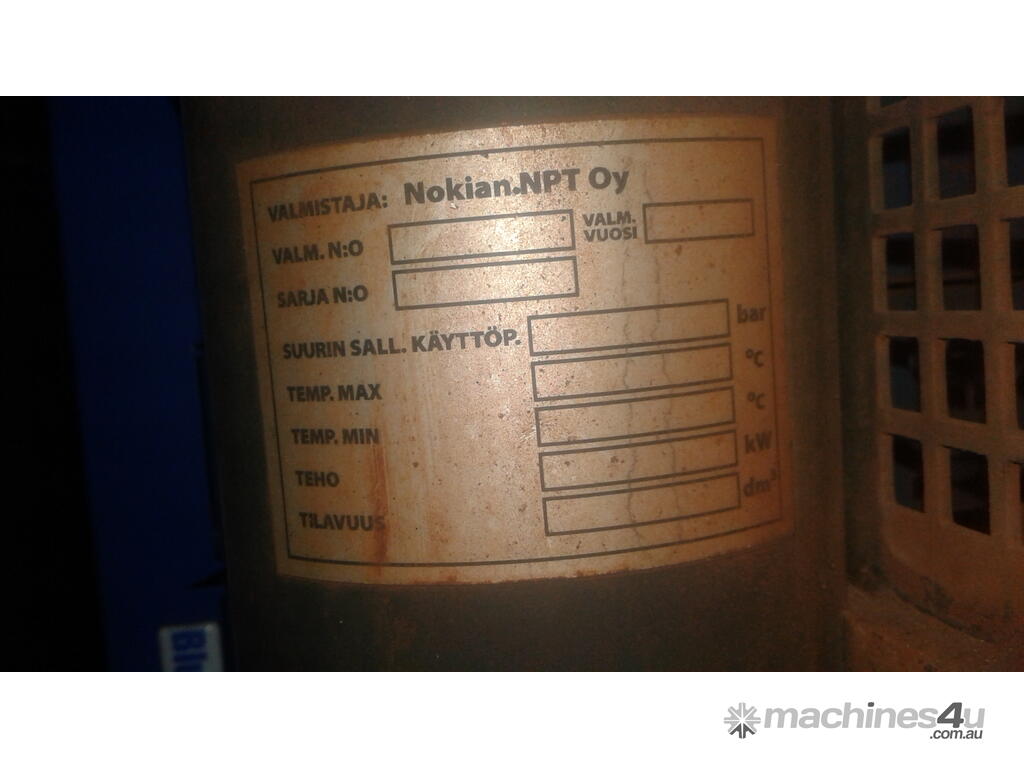 VALMISTAJA: Nokian.NPT Oy
VALM. N:O
VALM. VUOSI
SARJA N:O
SUURIN SALL. KÄYTTÖP. bar
TEMP. MAX °C
TEMP. MIN °C
TEHO kW
TILAVUUS dm³
machines4u
.com.au